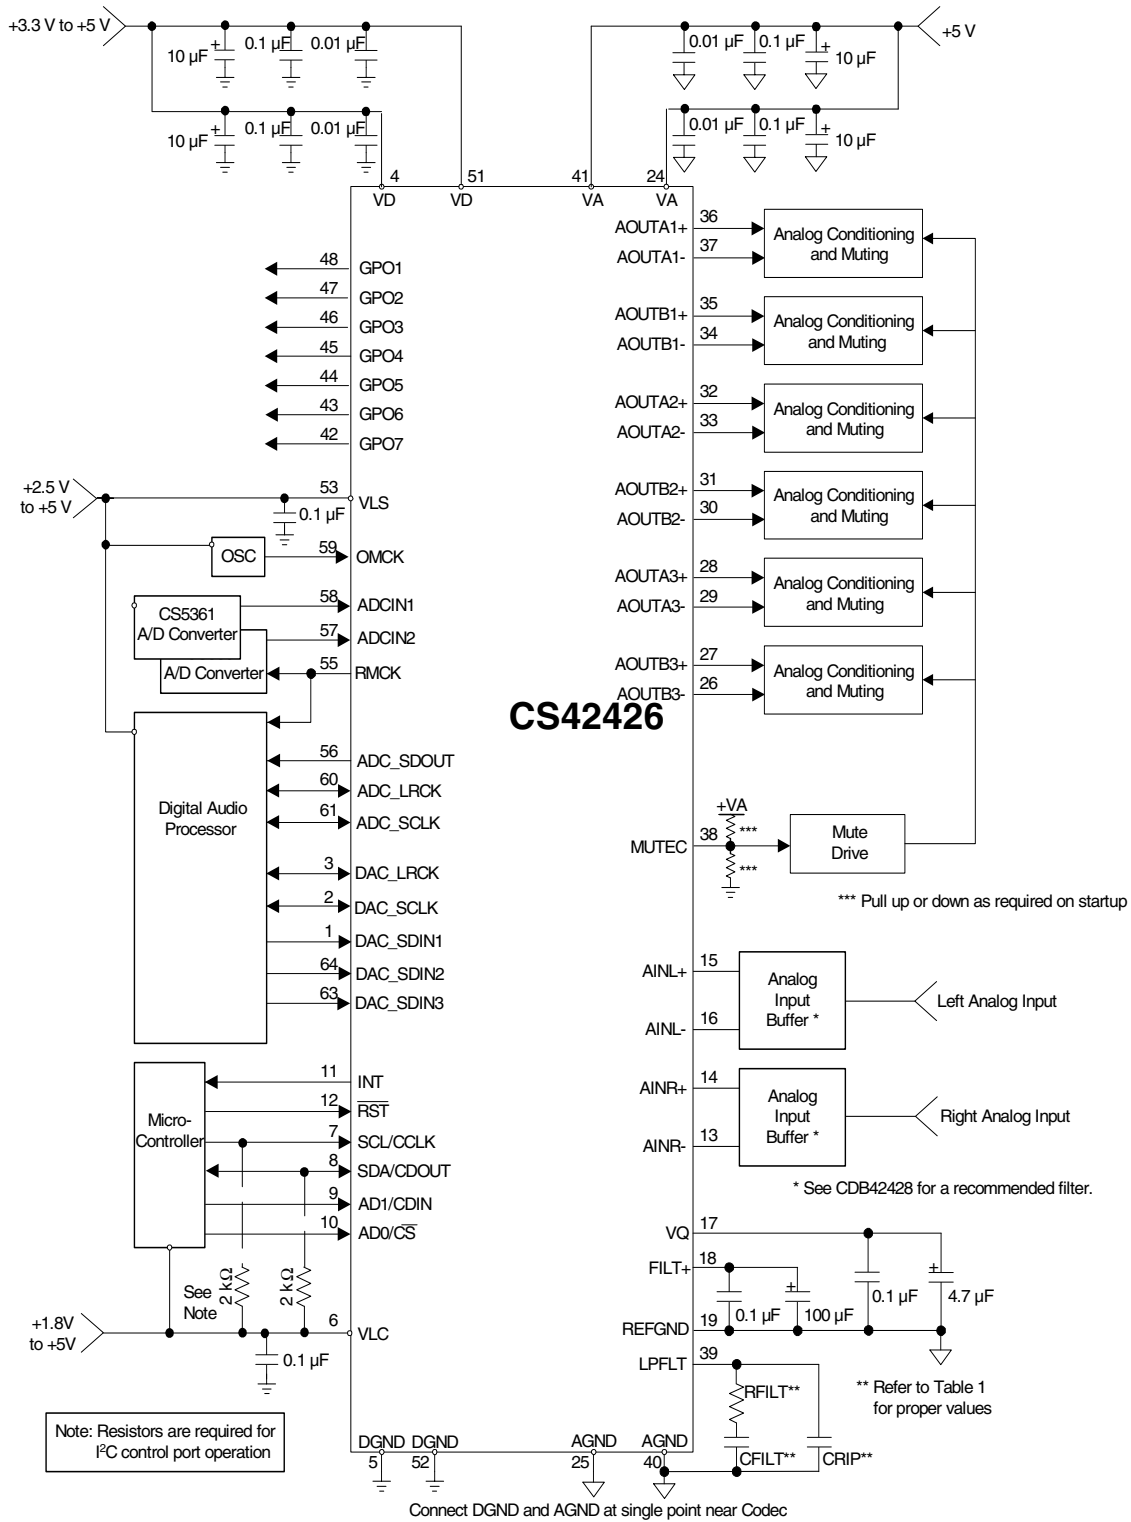 +3.3 V to +5 V
+5 V
10 µF
+
0.1 µF
0.01 µF
0.01 µF
0.1 µF
+
10 µF
10 µF
+
0.1 µF
0.01 µF
0.01 µF
0.1 µF
+
10 µF
4
51
41
24
VD
VD
VA
VA
AOUTA1+
36
AOUTA1-
37
Analog Conditioning
and Muting
48
GPO1
47
GPO2
46
GPO3
45
GPO4
44
GPO5
43
GPO6
42
GPO7
AOUTB1+
35
AOUTB1-
34
Analog Conditioning
and Muting
AOUTA2+
32
AOUTA2-
33
Analog Conditioning
and Muting
+2.5 V
to +5 V
53
VLS
0.1 µF
AOUTB2+
31
AOUTB2-
30
Analog Conditioning
and Muting
OSC
59
OMCK
AOUTA3+
28
AOUTA3-
29
Analog Conditioning
and Muting
CS5361
A/D Converter
58
ADCIN1
57
ADCIN2
A/D Converter
55
RMCK
AOUTB3+
27
AOUTB3-
26
Analog Conditioning
and Muting
CS42426
Digital Audio
Processor
56
ADC_SDOUT
60
ADC_LRCK
61
ADC_SCLK
3
DAC_LRCK
2
DAC_SCLK
1
DAC_SDIN1
64
DAC_SDIN2
63
DAC_SDIN3
+VA
***
MUTEC
38
***
Mute
Drive
*** Pull up or down as required on startup
AINL+
15
AINL-
16
Analog
Input
Buffer *
Left Analog Input
AINR+
14
AINR-
13
Analog
Input
Buffer *
Right Analog Input
* See CDB42428 for a recommended filter.
Micro-
Controller
11
INT
12
RST
7
SCL/CCLK
8
SDA/CDOUT
9
AD1/CDIN
10
AD0/CS
See
Note
2 kΩ
2 kΩ
+1.8V
to +5V
6
VLC
0.1 µF
VQ
17
FILT+
18
0.1 µF
+
100 µF
0.1 µF
+
4.7 µF
REFGND
19
LPFLT
39
RFILT**
CFILT**
CRIP**
** Refer to Table 1
for proper values
Note: Resistors are required for
I²C control port operation
DGND
DGND
AGND
AGND
5
52
25
40
Connect DGND and AGND at single point near Codec